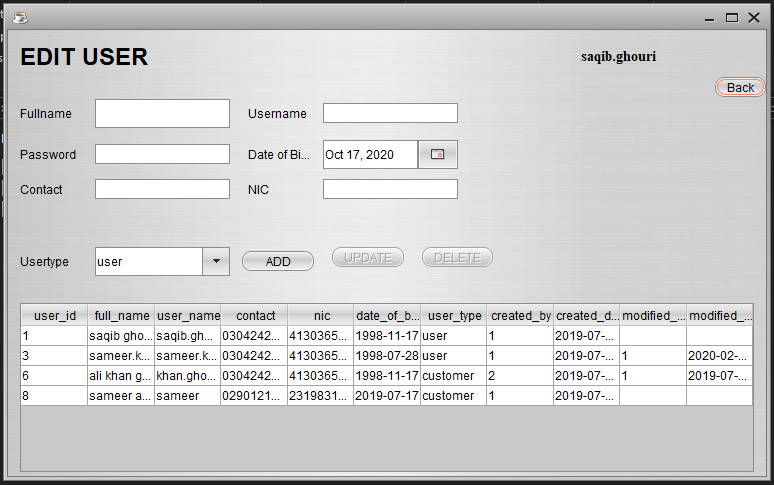 EDIT USER
saqib.ghouri
Back
Fullname Username
Password Date of Bi... Oct 17, 2020
Contact NIC
Usertype user ADD UPDATE DELETE
user_id full_name user_name contact nic date_of_b... user_type created_by created_d... modified_... modified_...
1 saqib gho... saqib.gh... 0304242... 4130365... 1998-11-17 user 1 2019-07-...
3 sameer.k... sameer.k... 0304242... 4130365... 1998-07-28 user 1 2019-07-... 1 2020-02-...
6 ali khan g... khan.gho... 0304242... 4130365... 1998-11-17 customer 2 2019-07-... 1 2019-07-...
8 sameer a... sameer 0290121... 2319831... 2019-07-17 customer 1 2019-07-...